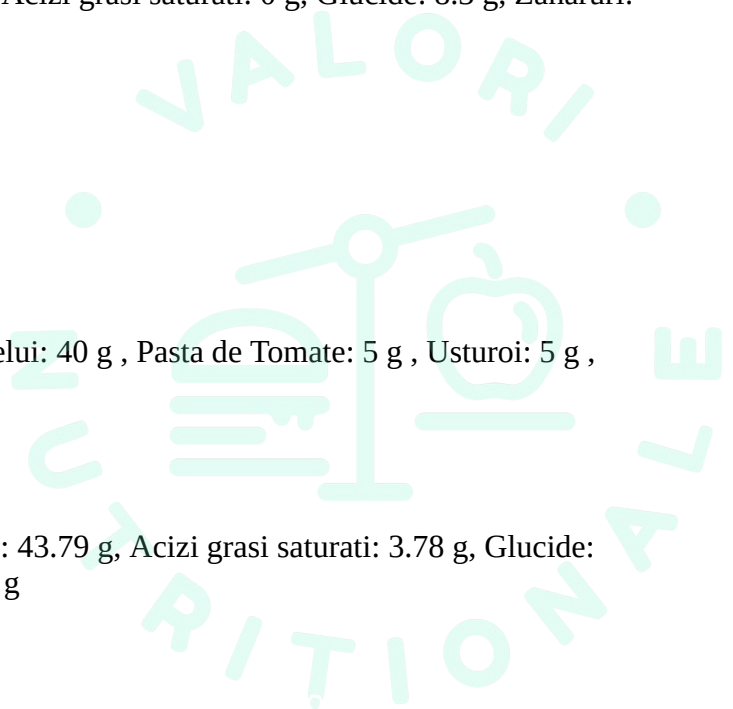 Acizi grasi saturati: 0 g, Glucide: 8.5 g, Zaharuri:
VALORI
elui: 40 g , Pasta de Tomate: 5 g , Usturoi: 5 g ,
: 43.79 g, Acizi grasi saturati: 3.78 g, Glucide:
g
NUTRITIONALE